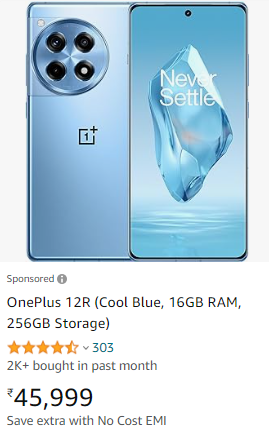 Never
Settle
1+
Sponsored
OnePlus 12R (Cool Blue, 16GB RAM,
256GB Storage)
303
2K+ bought in past month
₹45,999
Save extra with No Cost EMI